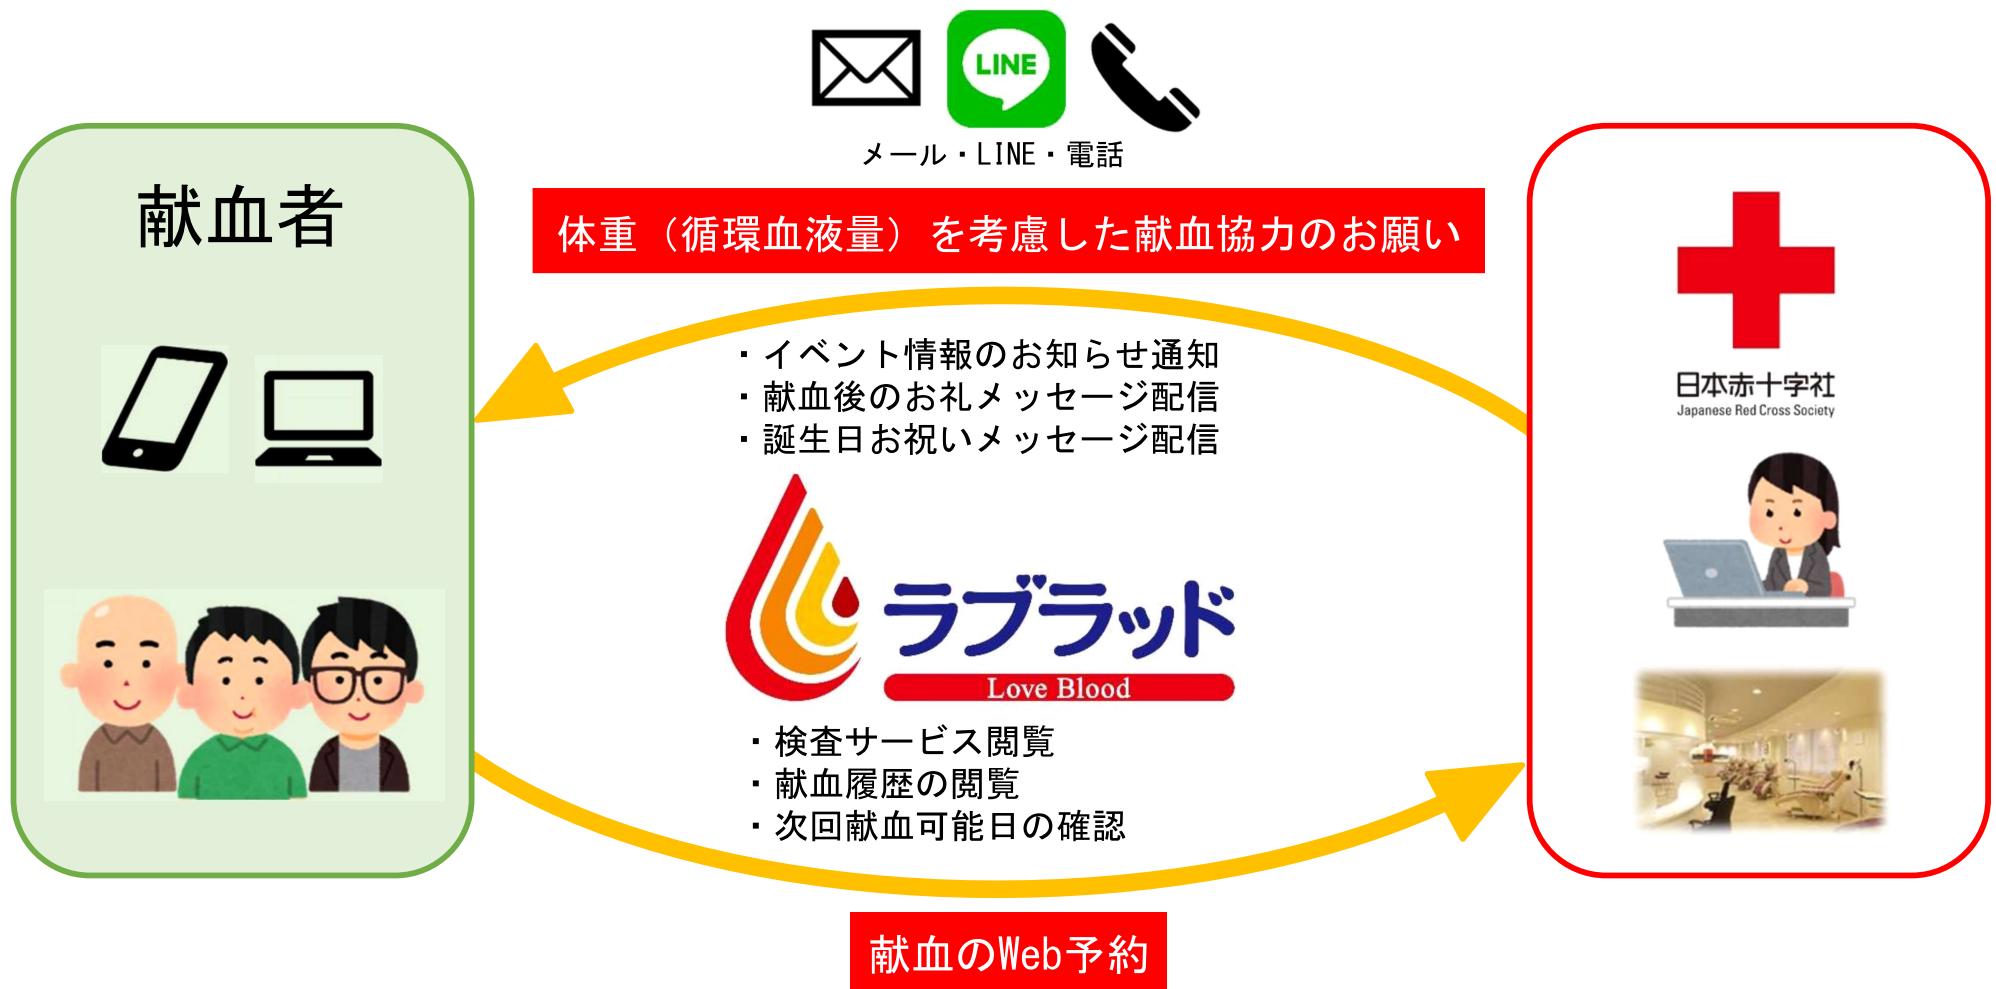 LINE
メール・LINE・電話
体重（循環血液量）を考慮した献血協力のお願い
献血者
・イベント情報のお知らせ通知
・献血後のお礼メッセージ配信
・誕生日お祝いメッセージ配信
日本赤十字社
Japanese Red Cross Society
ラブラッド
Love Blood
・検査サービス閲覧
・献血履歴の閲覧
・次回献血可能日の確認
献血のWeb予約